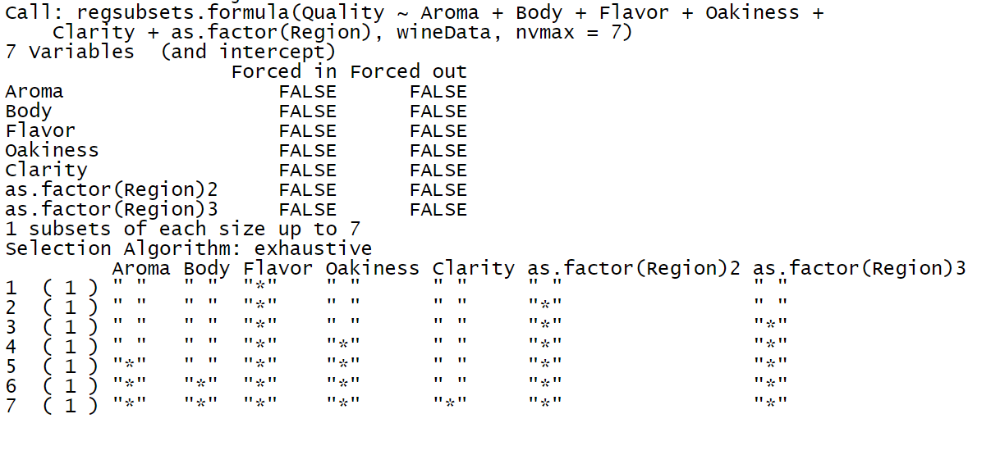 Call: regsubsets.formula(Quality ~ Aroma + Body + Flavor + Oakiness +
    Clarity + as.factor(Region), wineData, nvmax = 7)
7 Variables  (and intercept)
                   Forced in Forced out
Aroma                  FALSE      FALSE
Body                   FALSE      FALSE
Flavor                 FALSE      FALSE
Oakiness               FALSE      FALSE
Clarity                FALSE      FALSE
as.factor(Region)2     FALSE      FALSE
as.factor(Region)3     FALSE      FALSE
1 subsets of each size up to 7
Selection Algorithm: exhaustive
         Aroma Body Flavor Oakiness Clarity as.factor(Region)2 as.factor(Region)3
1  ( 1 ) " "   " "  "*"    " "      " "     " "                " "
2  ( 1 ) " "   " "  "*"    " "      " "     "*"                " "
3  ( 1 ) " "   " "  "*"    " "      " "     "*"                "*"
4  ( 1 ) " "   " "  "*"    "*"      " "     "*"                "*"
5  ( 1 ) "*"   " "  "*"    "*"      " "     "*"                "*"
6  ( 1 ) "*"   "*"  "*"    "*"      " "     "*"                "*"
7  ( 1 ) "*"   "*"  "*"    "*"      "*"     "*"                "*"